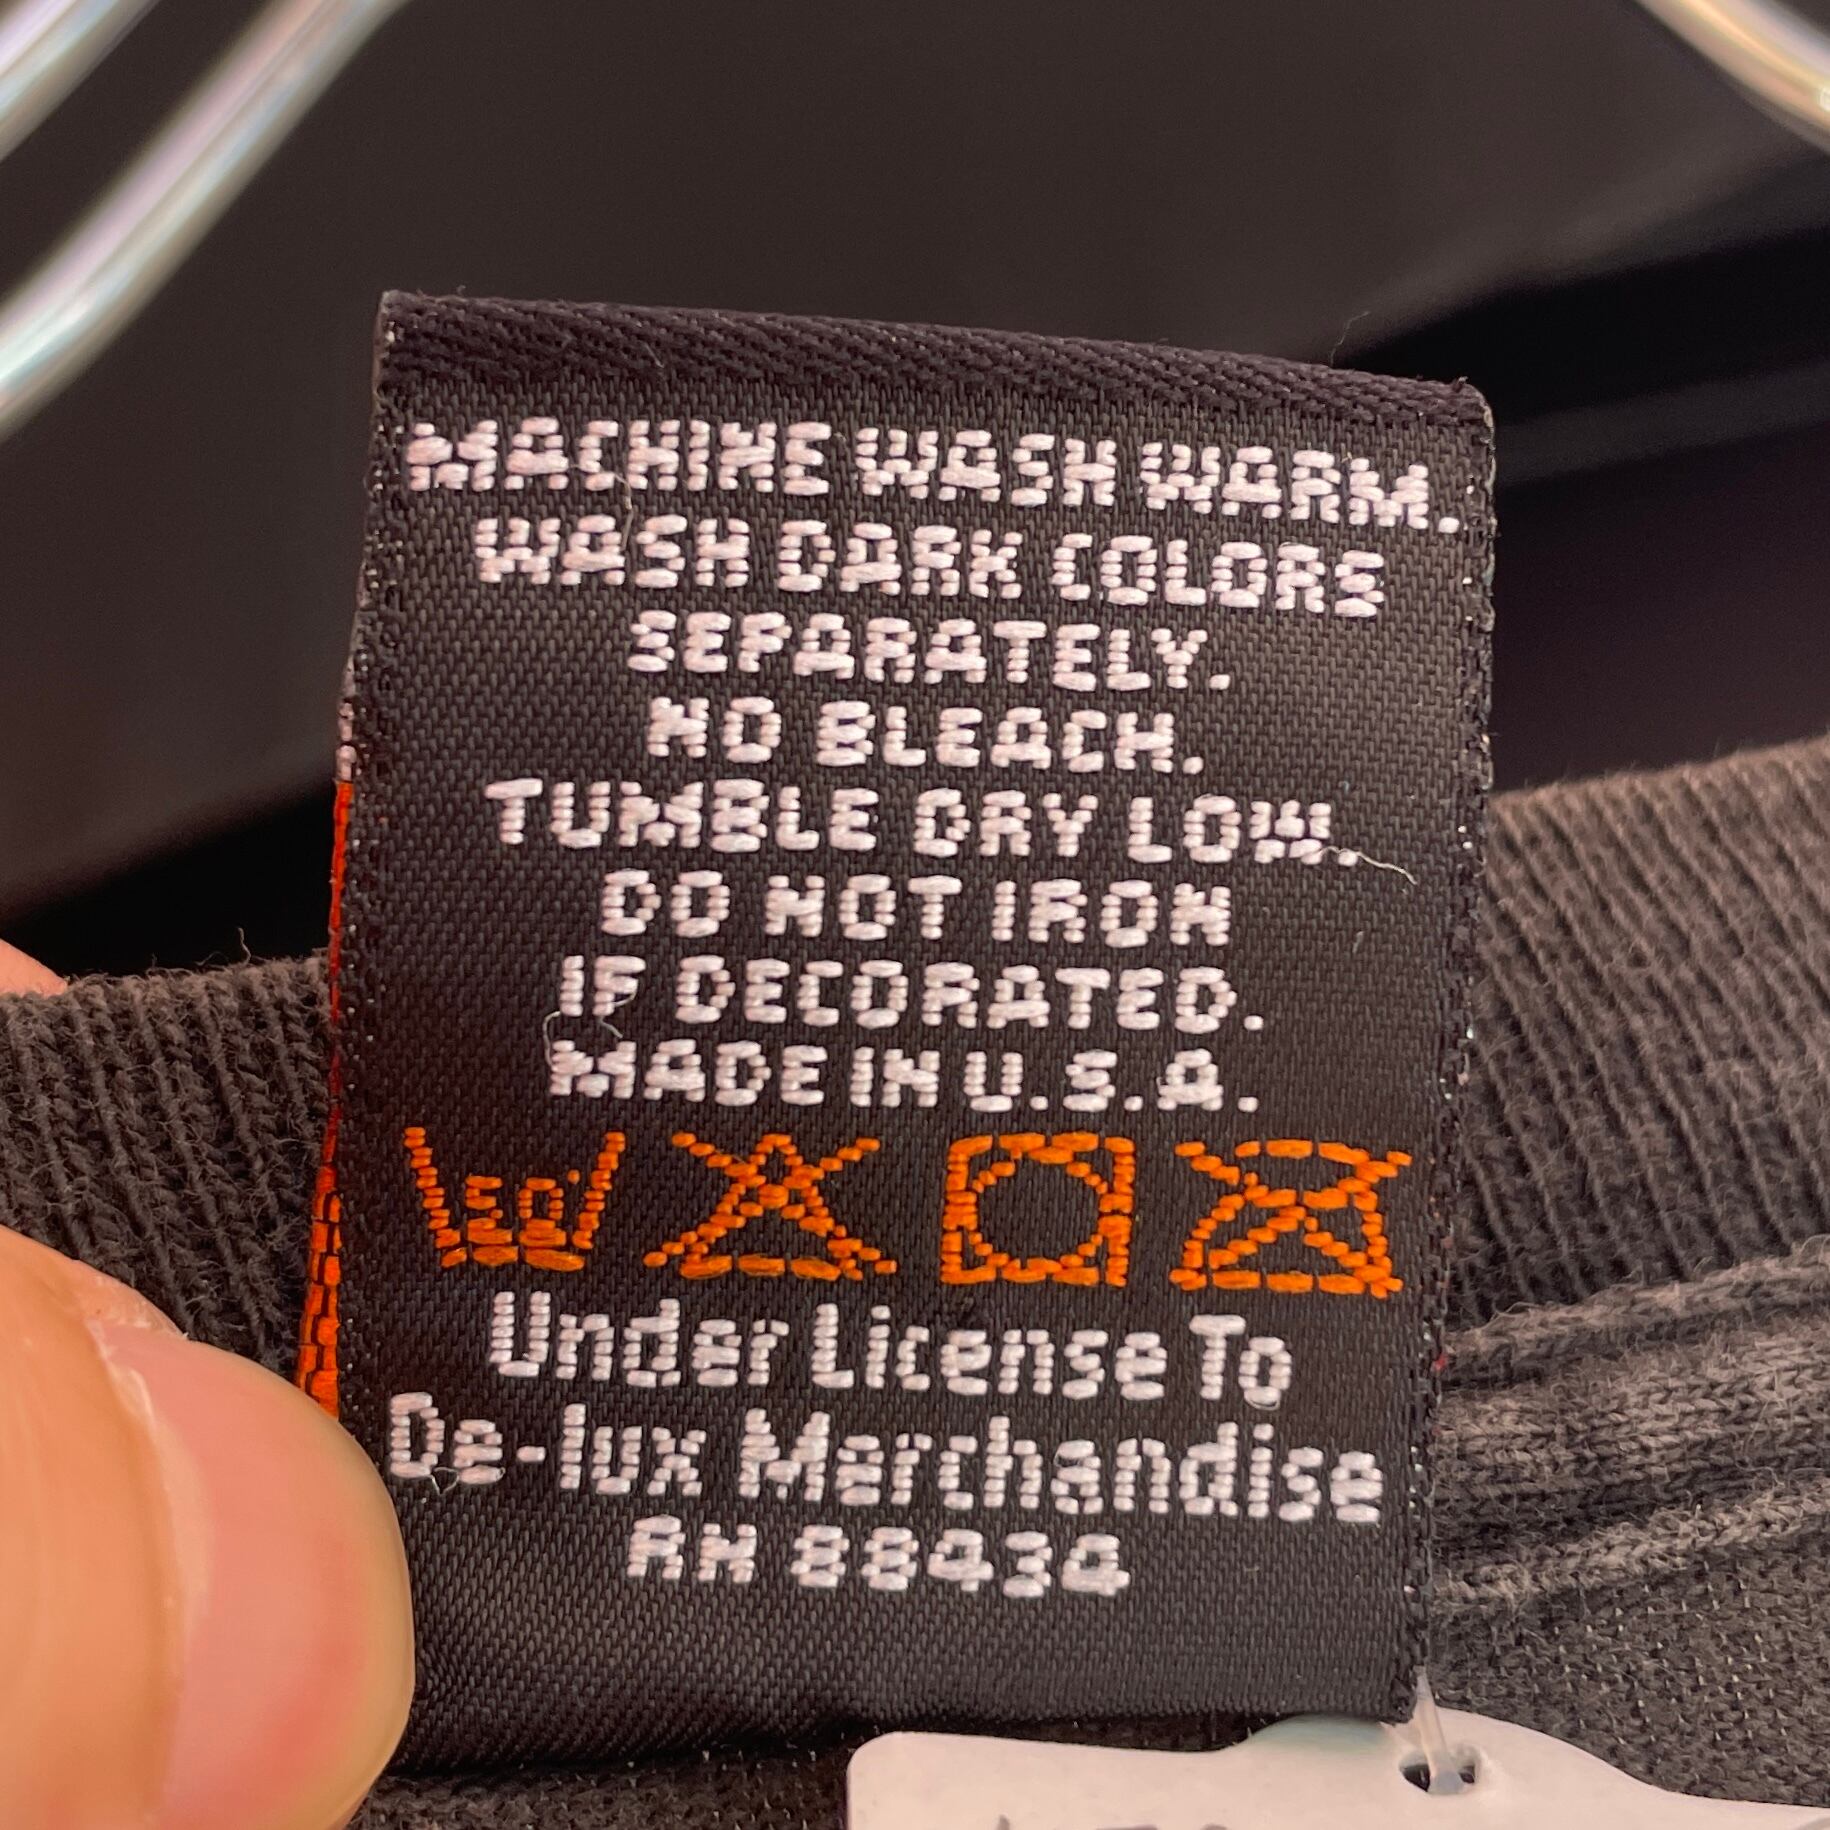 MACHINE WASH WARM.
WASH DARK COLORS
SEPARATELY.
NO BLEACH.
TUMBLE DRY LOW.
DO NOT IRON
IF DECORATED.
MADE IN U.S.A.
50°
Under License To
De-lux Merchandise
RN 88434